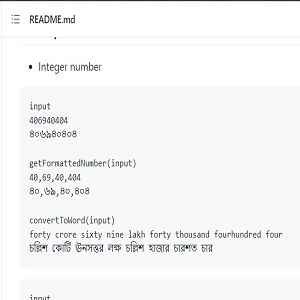 README.md
Integer number
input
406940404
৪০৬৯৪০৪০৪
getFormattedNumber(input)
40,69,40,404
৪০,৬৯,৪০,৪০৪
convertToWord(input)
forty crore sixty nine lakh forty thousand fourhundred four
চল্লিশ কোটি ঊনসত্তর লক্ষ চল্লিশ হাজার চারশত চার
input